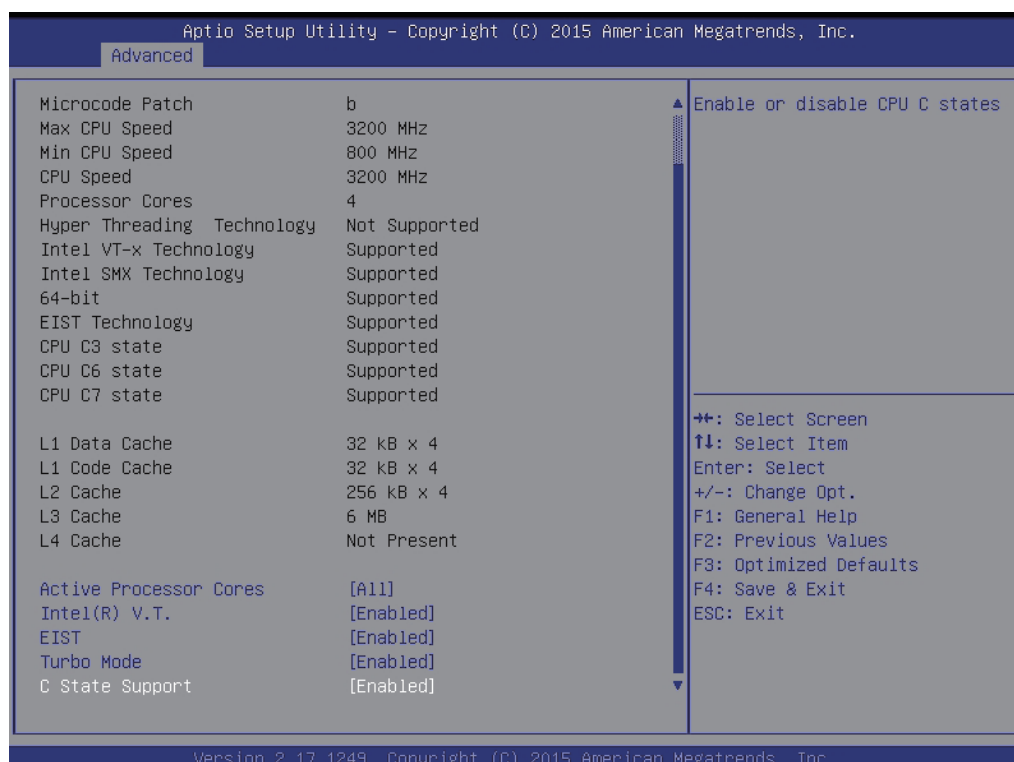 Aptio Setup Utility – Copyright (C) 2015 American Megatrends, Inc.
Advanced
Microcode Patch b
Max CPU Speed 3200 MHz
Min CPU Speed 800 MHz
CPU Speed 3200 MHz
Processor Cores 4
Hyper Threading Technology Not Supported
Intel VT-x Technology Supported
Intel SMX Technology Supported
64-bit Supported
EIST Technology Supported
CPU C3 state Supported
CPU C6 state Supported
CPU C7 state Supported
L1 Data Cache 32 kB x 4
L1 Code Cache 32 kB x 4
L2 Cache 256 kB x 4
L3 Cache 6 MB
L4 Cache Not Present
Active Processor Cores [All]
Intel(R) V.T. [Enabled]
EIST [Enabled]
Turbo Mode [Enabled]
C State Support [Enabled]
Enable or disable CPU C states
→←: Select Screen
↑↓: Select Item
Enter: Select
+/-: Change Opt.
F1: General Help
F2: Previous Values
F3: Optimized Defaults
F4: Save & Exit
ESC: Exit
Version 2.17.1249. Copyright (C) 2015 American Megatrends, Inc.